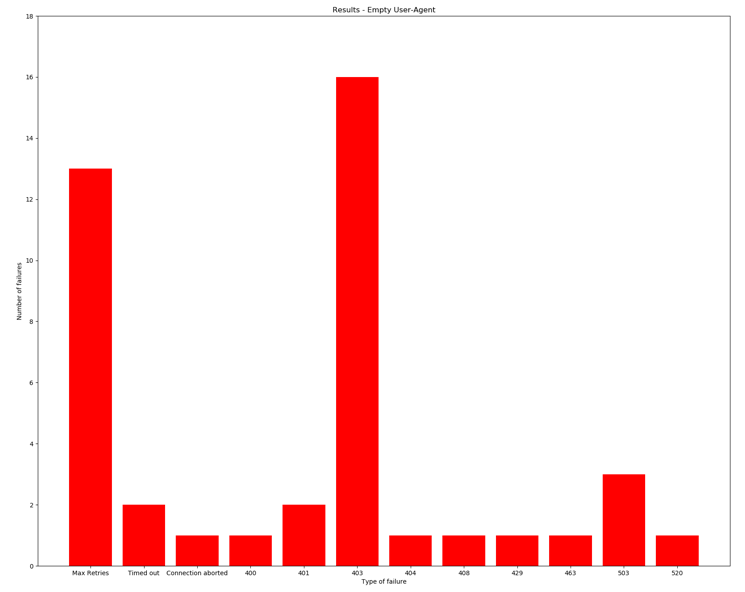 Results - Empty User-Agent
18
16
14
12
10
8
6
4
2
0
Number of failures
Max Retries Timed out Connection aborted 400 401 403 404 408 429 463 503 520
Type of failure